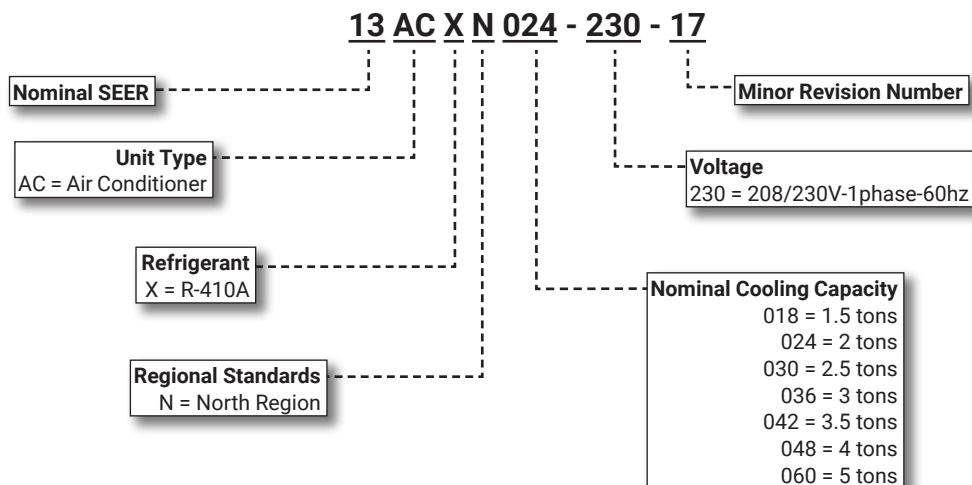 13 AC X N 024 - 230 - 17
Nominal SEER
Minor Revision Number
Unit Type
AC = Air Conditioner
Voltage
230 = 208/230V-1phase-60hz
Refrigerant
X = R-410A
Nominal Cooling Capacity
018 = 1.5 tons
024 = 2 tons
030 = 2.5 tons
036 = 3 tons
042 = 3.5 tons
048 = 4 tons
060 = 5 tons
Regional Standards
N = North Region